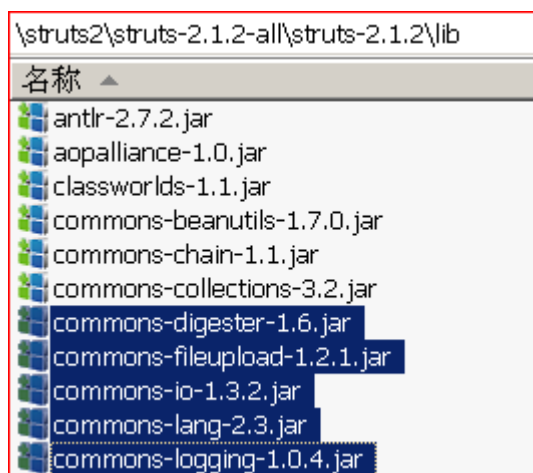 \struts2\struts-2.1.2-all\struts-2.1.2\lib
名称
antlr-2.7.2.jar
aopalliance-1.0.jar
classworlds-1.1.jar
commons-beanutils-1.7.0.jar
commons-chain-1.1.jar
commons-collections-3.2.jar
commons-digester-1.6.jar
commons-fileupload-1.2.1.jar
commons-io-1.3.2.jar
commons-lang-2.3.jar
commons-logging-1.0.4.jar